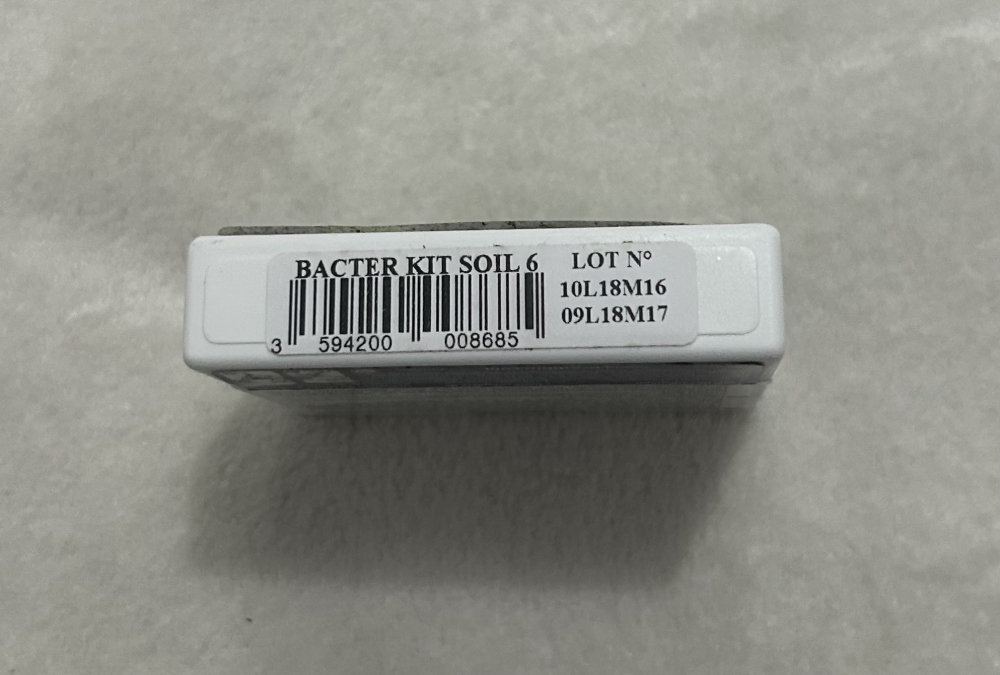 BACTER KIT SOIL 6
3 594200 008685
LOT N°
10L18M16
09L18M17